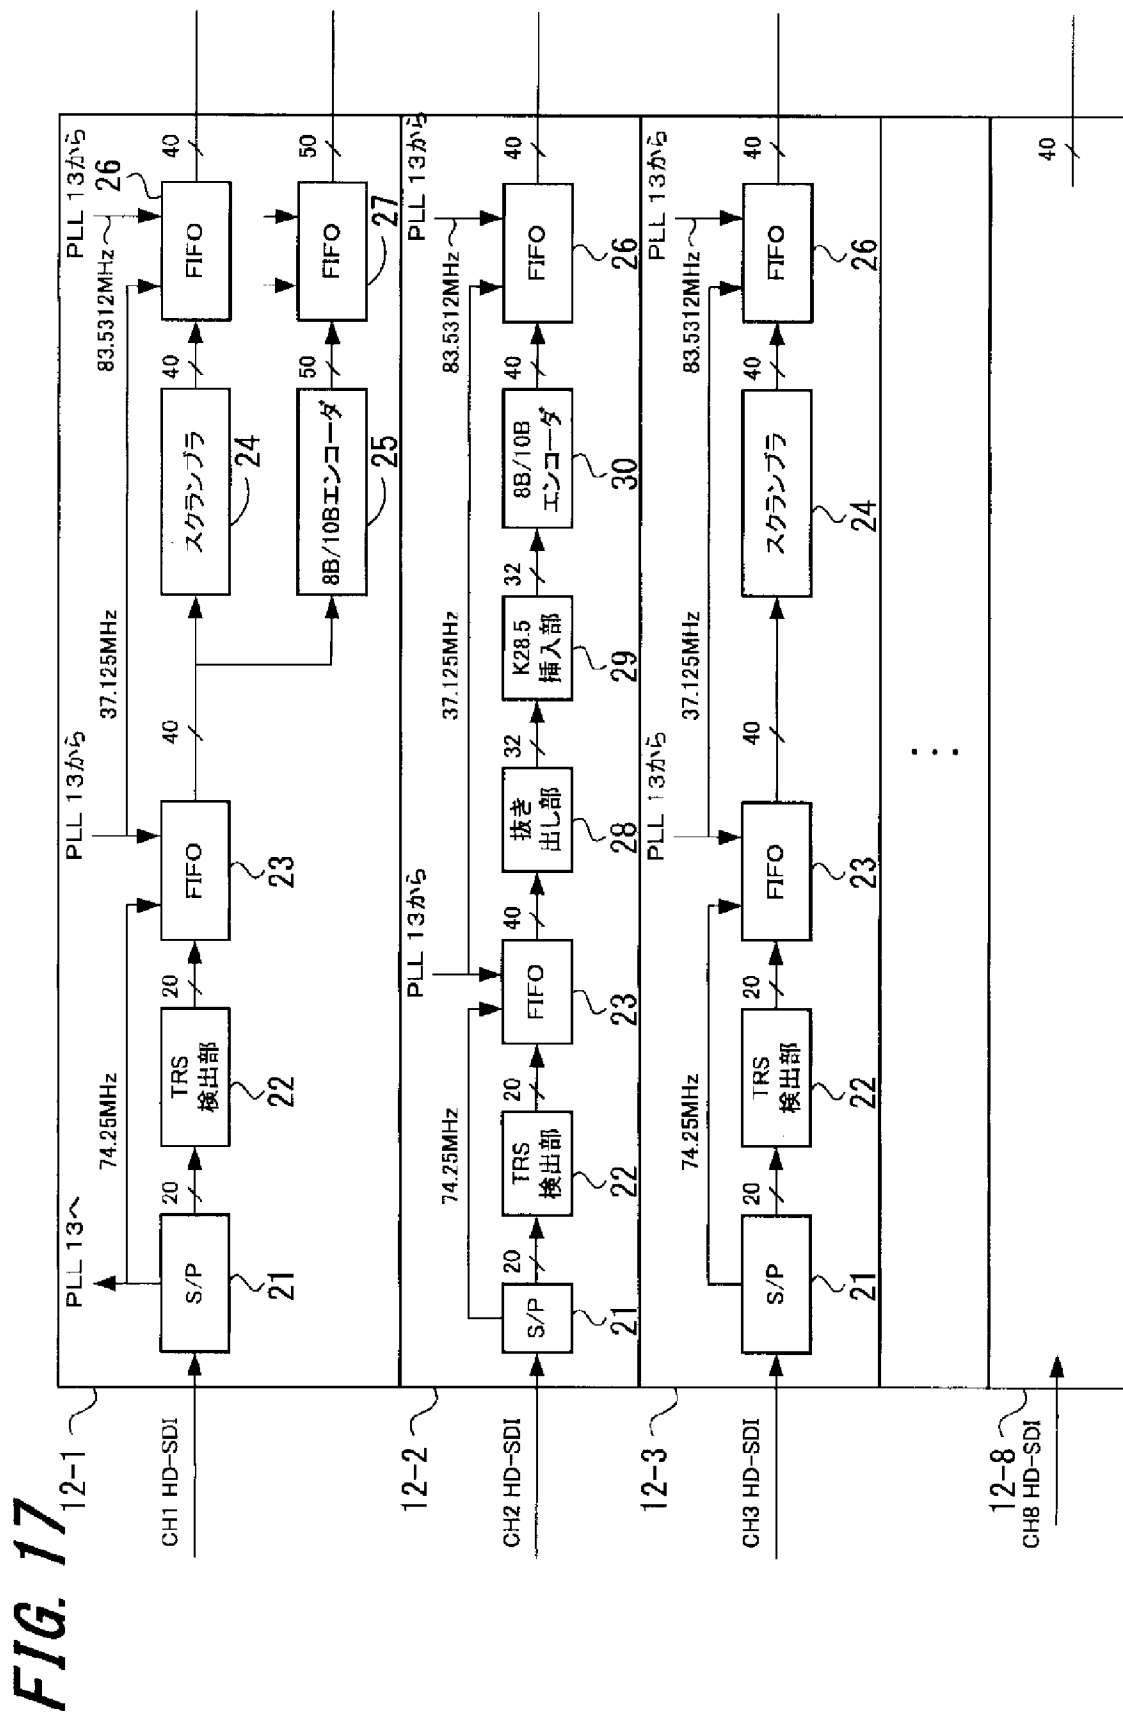 FIG. 17
12-1
CH1 HD-SDI
PLL 13へ
74.25MHz
S/P
21
20
TRS
検出部
22
20
PLL 13から
FIFO
23
40
37.125MHz
スクランブラ
24
40
8B/10Bエンコーダ
25
50
PLL 13から
83.5312MHz
26
FIFO
40
FIFO
27
50
12-2
CH2 HD-SDI
74.25MHz
S/P
21
20
TRS
検出部
22
20
PLL 13から
FIFO
23
40
抜き
出し部
28
32
37.125MHz
K28.5
挿入部
29
32
8B/10B
エンコーダ
30
40
PLL 13から
83.5312MHz
FIFO
26
40
12-3
CH3 HD-SDI
74.25MHz
S/P
21
20
TRS
検出部
22
20
PLL 13から
FIFO
23
40
37.125MHz
スクランブラ
24
40
PLL 13から
83.5312MHz
FIFO
26
40
...
12-8
CH8 HD-SDI
40